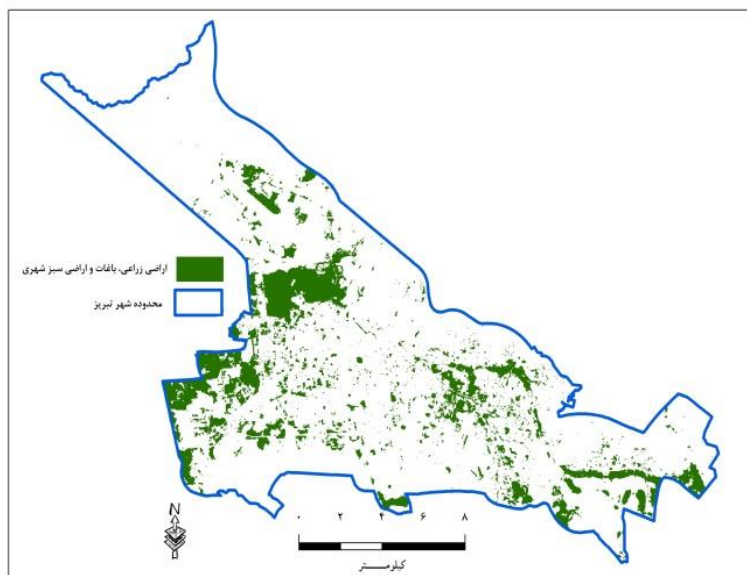 اراضی زراعی، باغات و اراضی سبز شهری
محدوده شهر تبریز
N
۰ ۲ ۴ ۶ ۸
کیلومتر